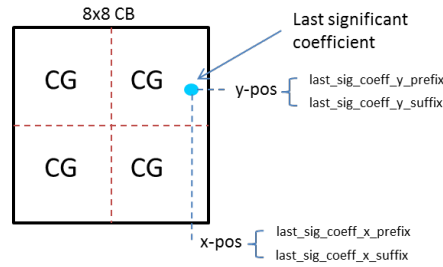 8x8 CB
Last significant
coefficient
CG CG
y-pos
last_sig_coeff_y_prefix
last_sig_coeff_y_suffix
CG CG
x-pos
last_sig_coeff_x_prefix
last_sig_coeff_x_suffix